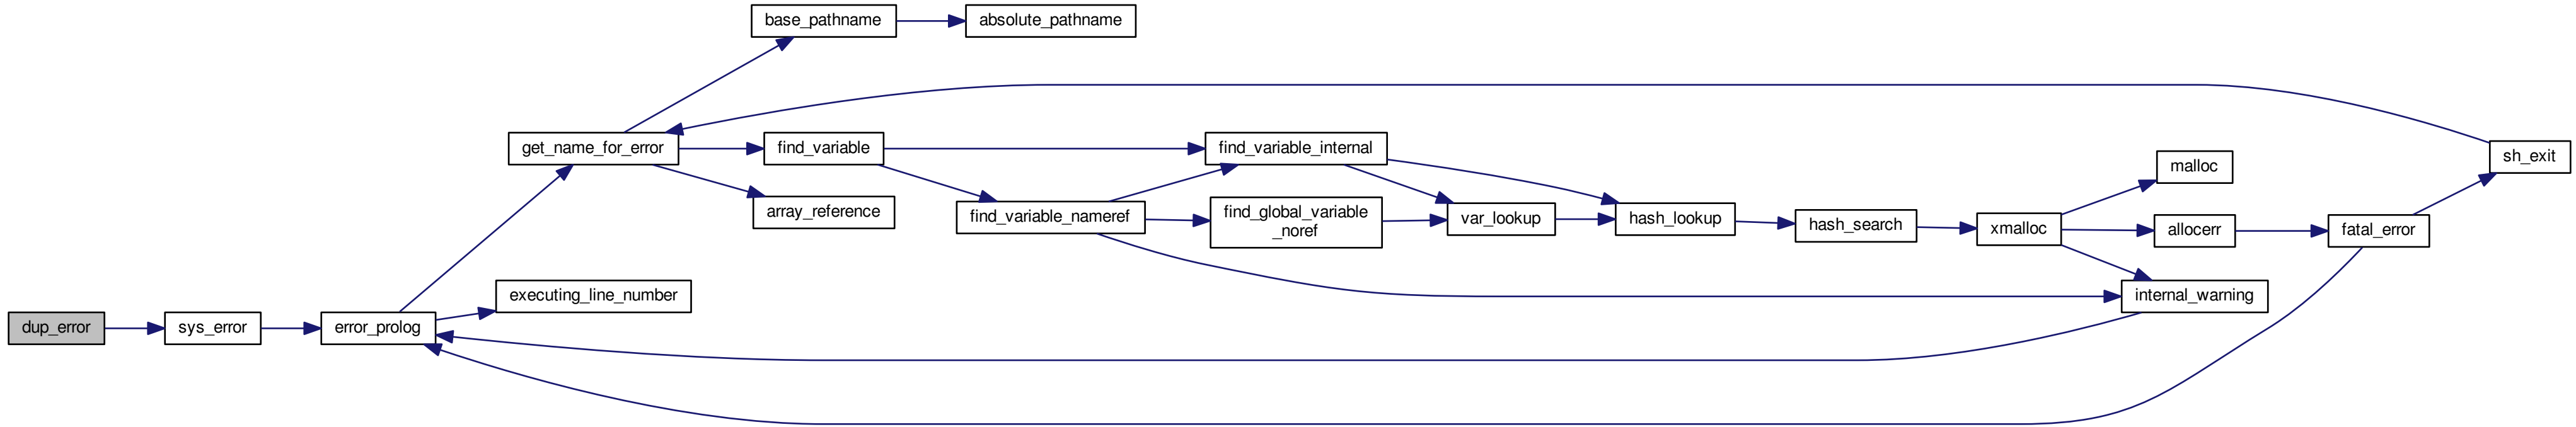 base_pathname
absolute_pathname
get_name_for_error
find_variable
find_variable_internal
sh_exit
malloc
array_reference
find_variable_nameref
find_global_variable
_noref
var_lookup
hash_lookup
hash_search
xmalloc
allocerr
fatal_error
executing_line_number
internal_warning
dup_error
sys_error
error_prolog